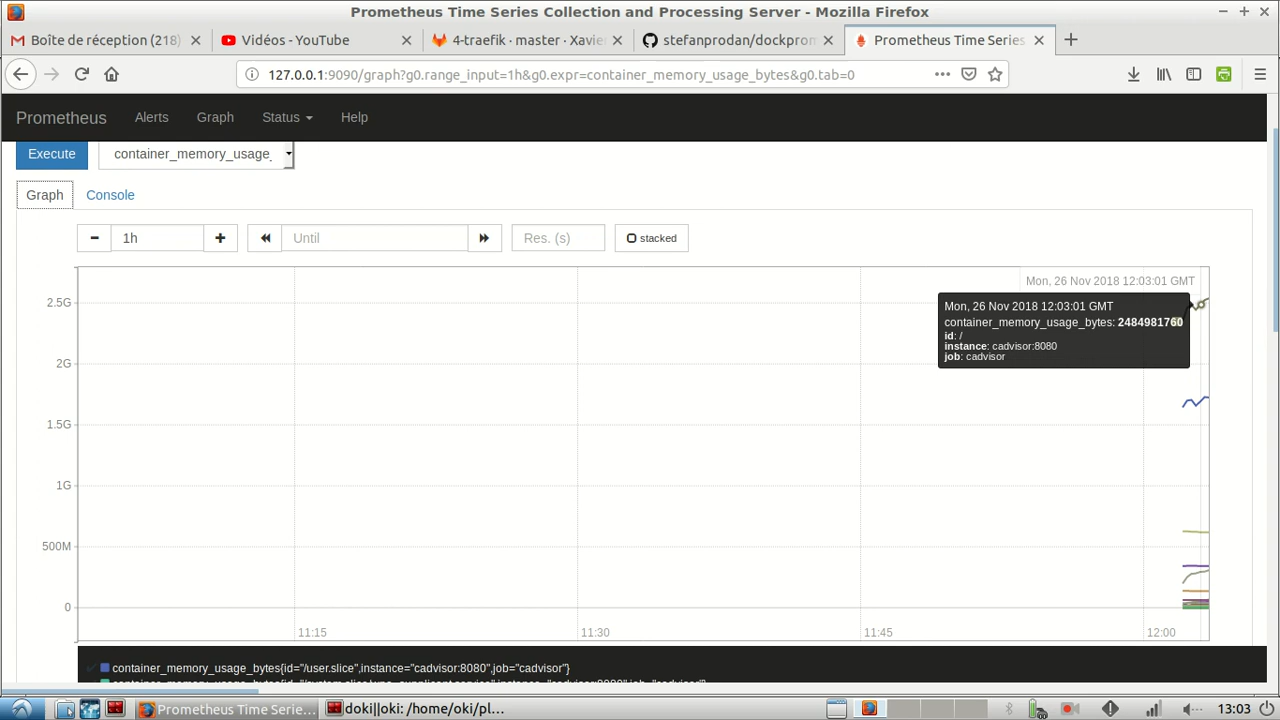 Prometheus Time Series Collection and Processing Server - Mozilla Firefox
Boîte de réception (218)
Vidéos - YouTube
4-traefik · master · Xavie
stefanprodan/dockprom
Prometheus Time Series
127.0.0.1:9090/graph?g0.range_input=1h&g0.expr=container_memory_usage_bytes&g0.tab=0
Prometheus Alerts Graph Status Help
Execute container_memory_usage_
Graph Console
1h Until Res. (s) stacked
Mon, 26 Nov 2018 12:03:01 GMT
2.5G
2G
1.5G
1G
500M
0
Mon, 26 Nov 2018 12:03:01 GMT
container_memory_usage_bytes: 2484981760
id: /
instance: cadvisor:8080
job: cadvisor
11:15 11:30 11:45 12:00
container_memory_usage_bytes{id="/user.slice",instance="cadvisor:8080",job="cadvisor"}
Prometheus Time Serie...
doki||oki: /home/oki/pl...
13:03